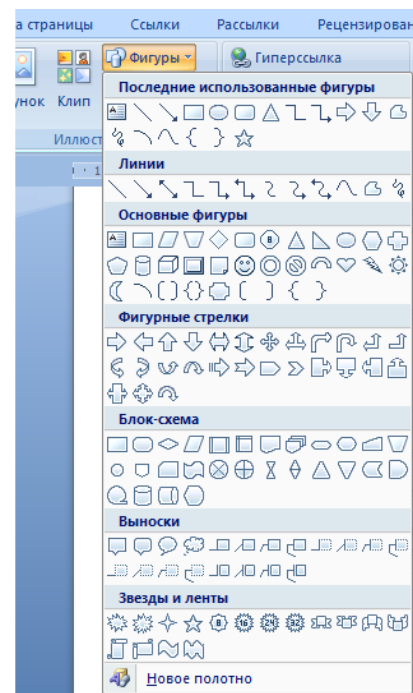 а страницы Ссылки Рассылки Рецензирован
Фигуры Гиперссылка
унок Клип
Последние использованные фигуры
Иллюст
1
Линии
Основные фигуры
Фигурные стрелки
Блок-схема
Выноски
Звезды и ленты
Новое полотно